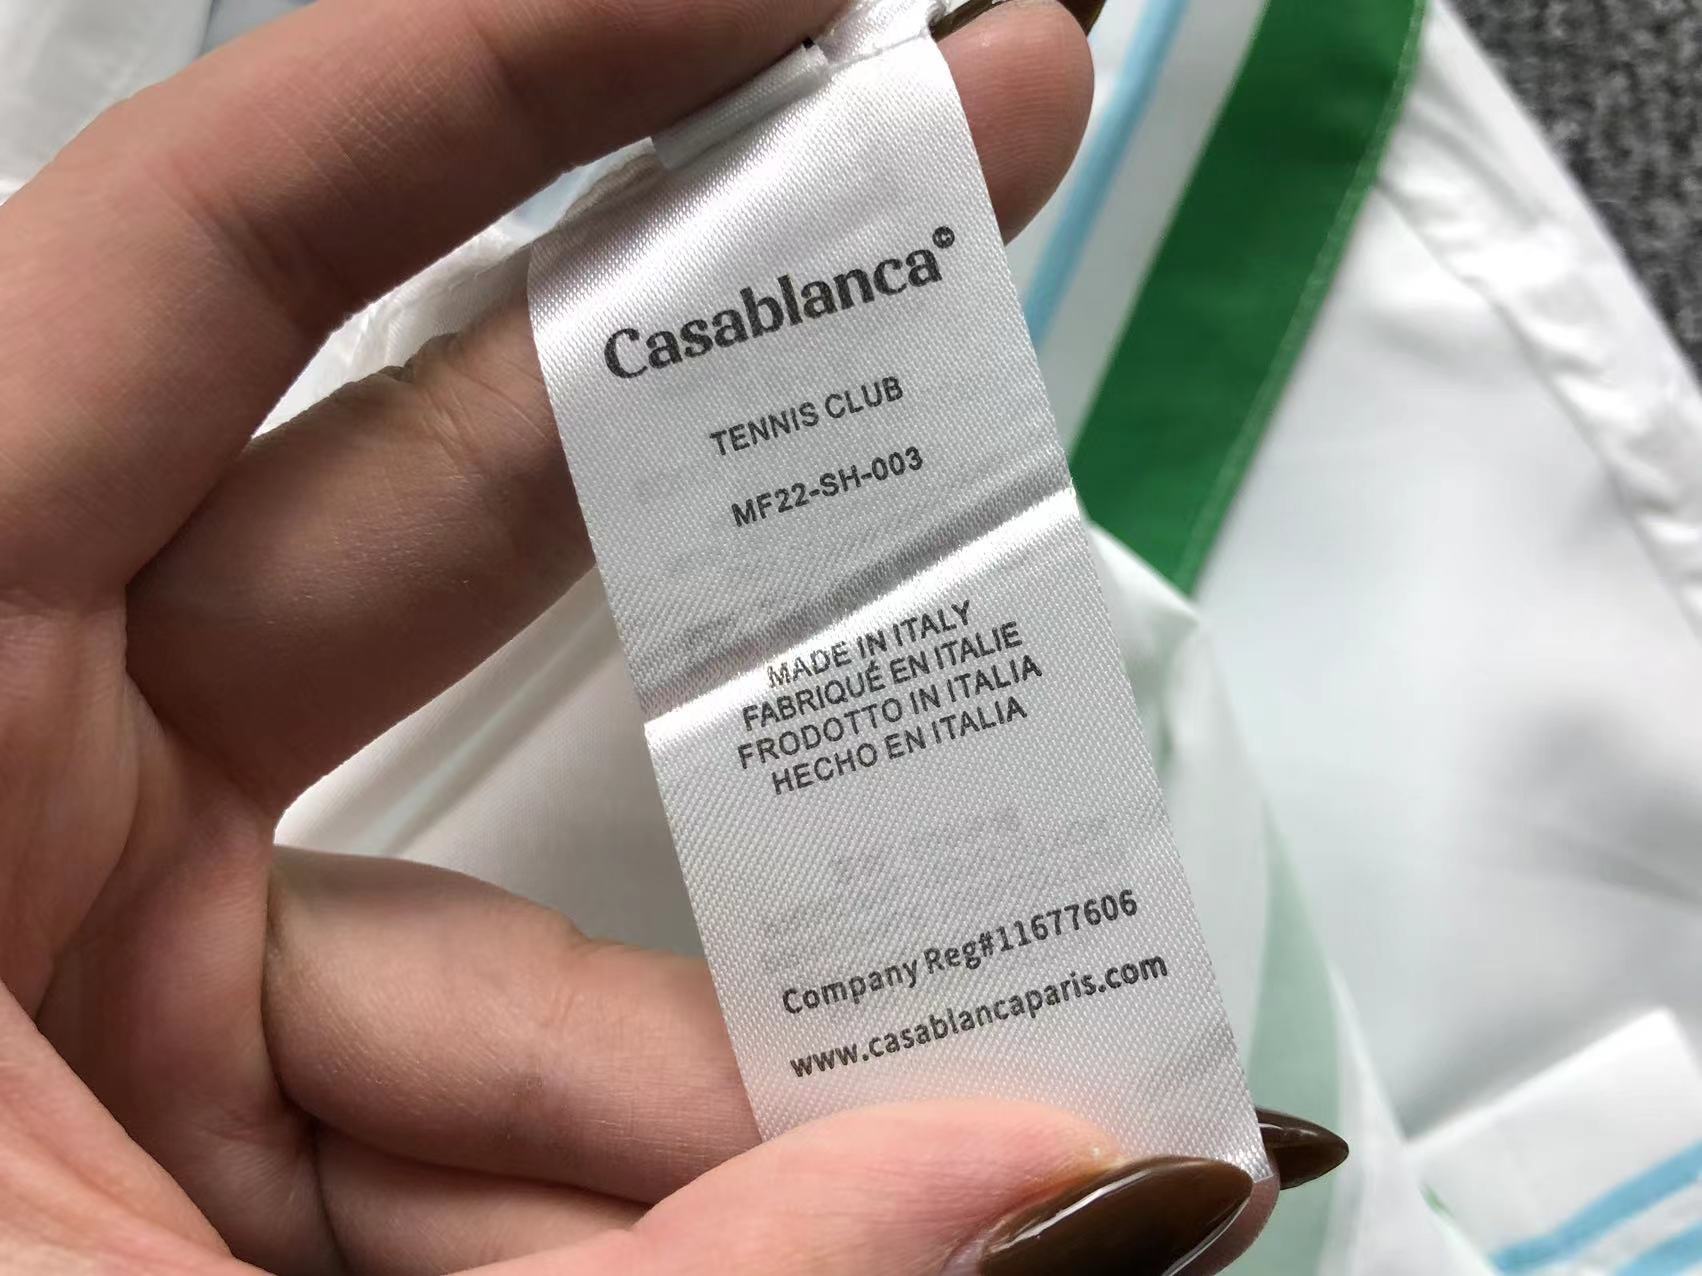 Casablanca©
TENNIS CLUB
MF22-SH-003
MADE IN ITALY
FABRIQUÉ EN ITALIE
FRODOTTO IN ITALIA
HECHO EN ITALIA
Company Reg#11677606
www.casablancaparis.com